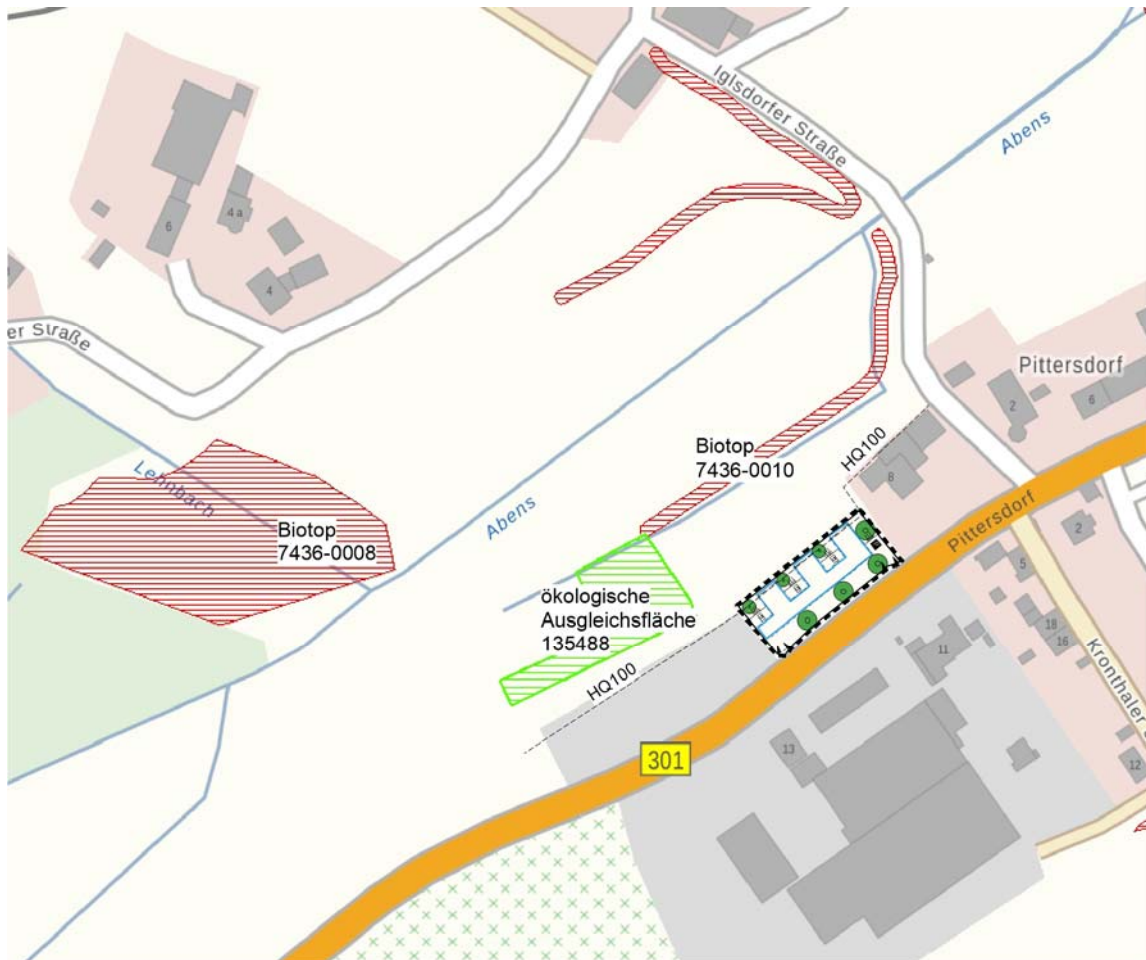 Iglsdorfer Straße
Abens
4 a
6
4
er Straße
Pittersdorf
2
6
Lehnbach
Biotop
7436-0010
HQ100
8
Abens
Biotop
7436-0008
Pittersdorf
2
5
ökologische
Ausgleichsfläche
135488
18
16
11
HQ100
Kronthaler
13
301
12